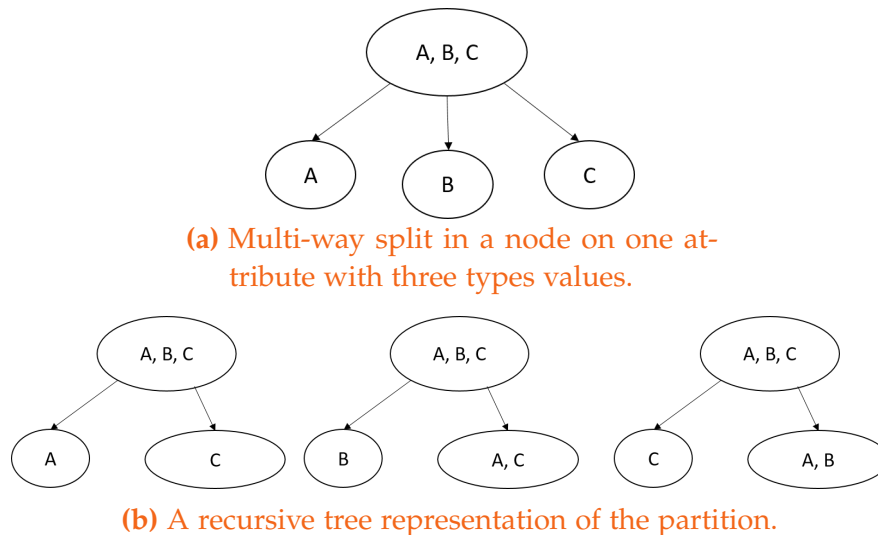 A, B, C
A
B
C
(a) Multi-way split in a node on one at-
tribute with three types values.
A, B, C
A, B, C
A, B, C
A
C
B
A, C
C
A, B
(b) A recursive tree representation of the partition.